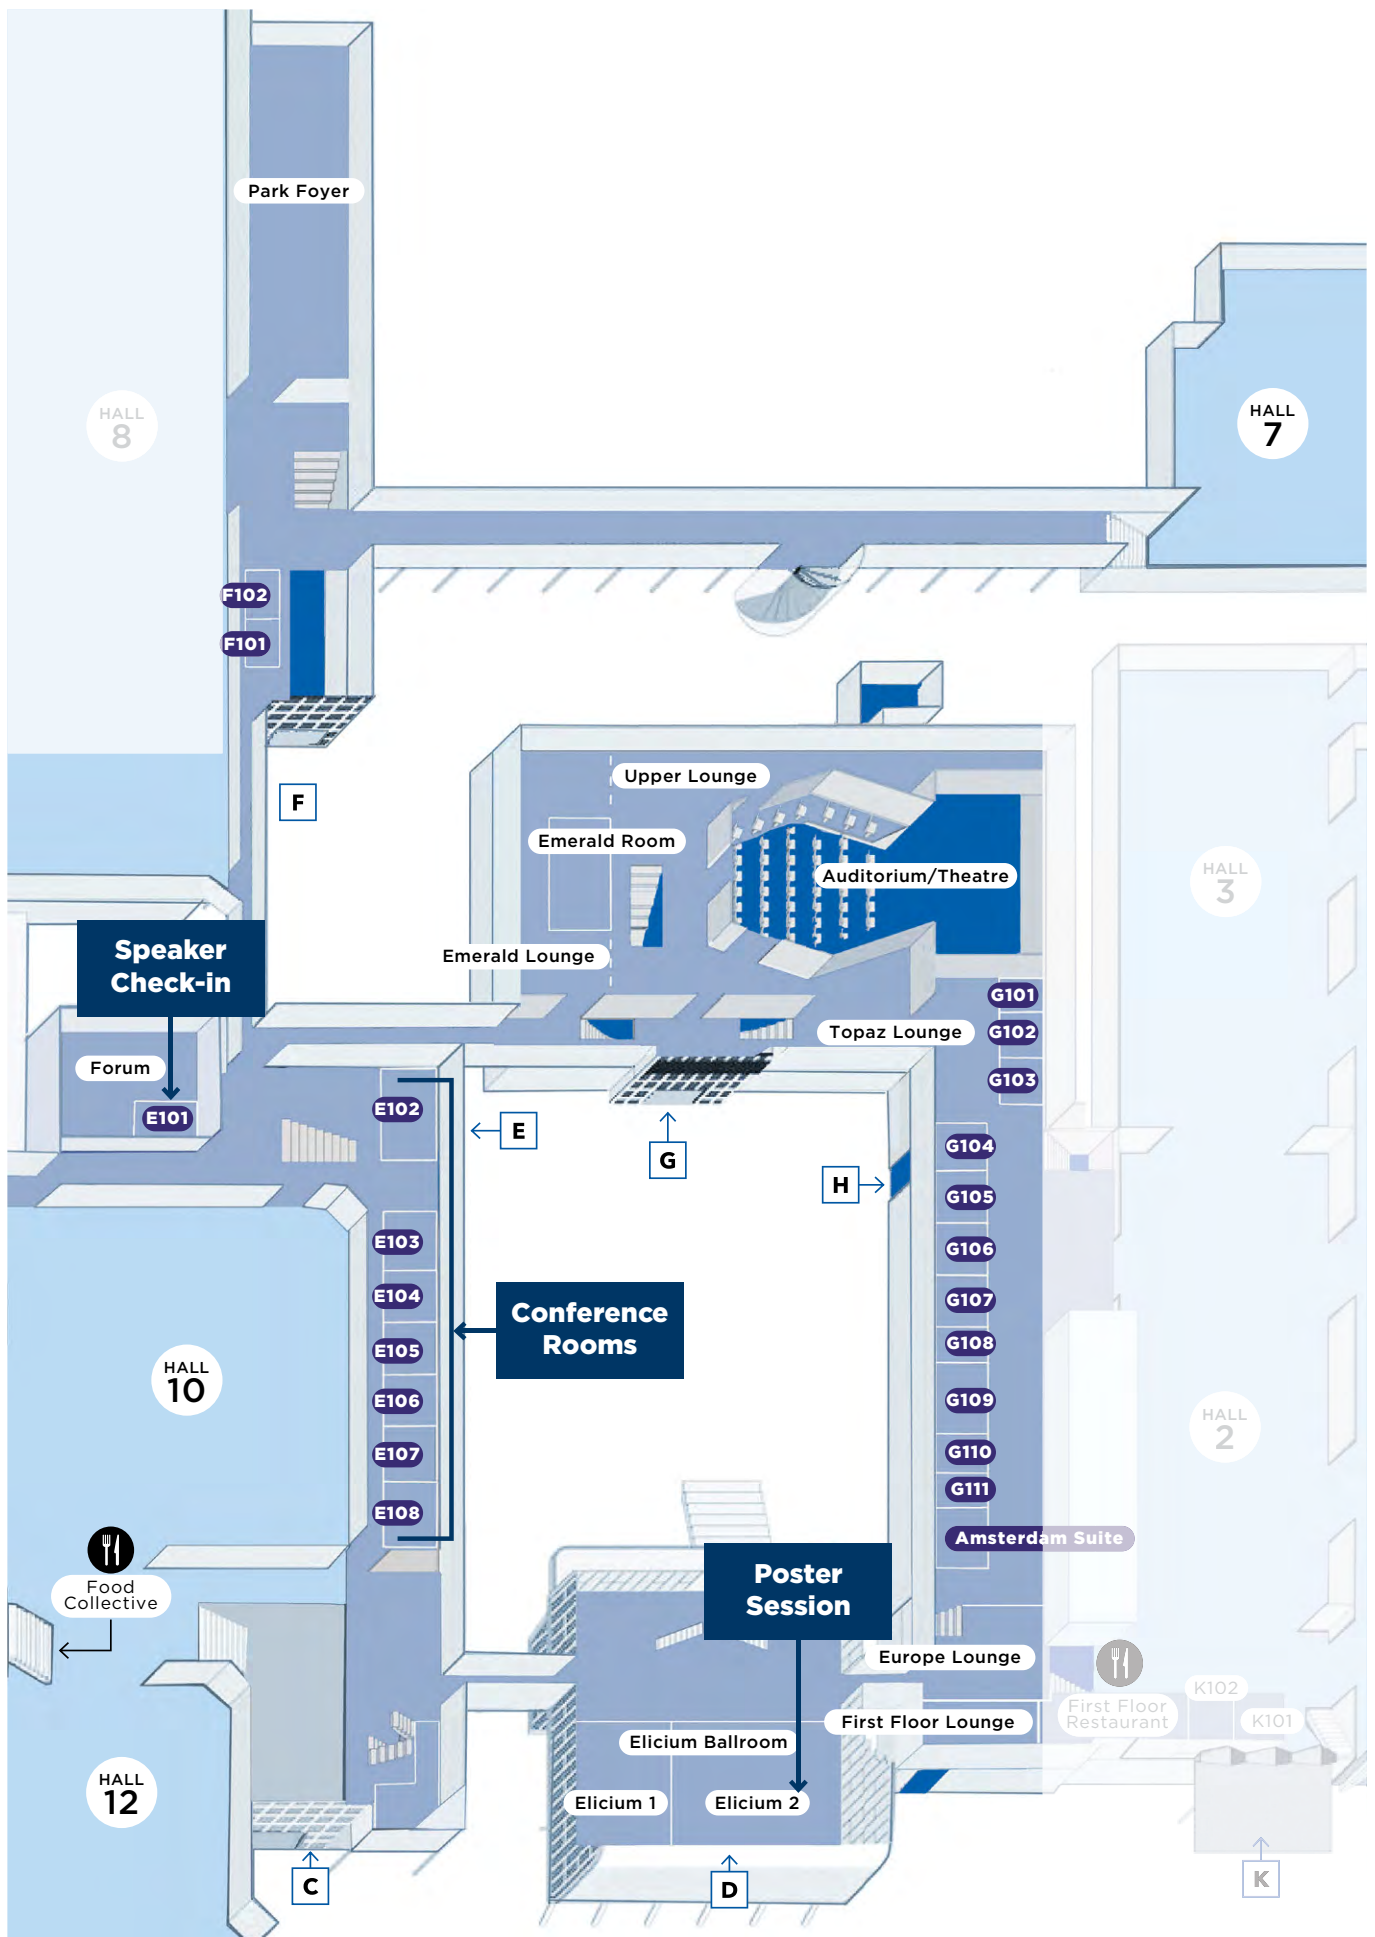 Park Foyer
HALL
8
HALL
7
F102
F101
F
Upper Lounge
Emerald Room
Auditorium/Theatre
HALL
3
Speaker
Check-in
Emerald Lounge
G101
Topaz Lounge
G102
Forum
G103
E101
E102
E
G
G104
H
G105
E103
G106
E104
Conference
Rooms
G107
E105
G108
HALL
10
E106
G109
HALL
2
E107
G110
G111
E108
Amsterdam Suite
Food
Collective
Poster
Session
Europe Lounge
K102
First Floor
Restaurant
K101
First Floor Lounge
Elicium Ballroom
HALL
12
Elicium 1
Elicium 2
C
D
K